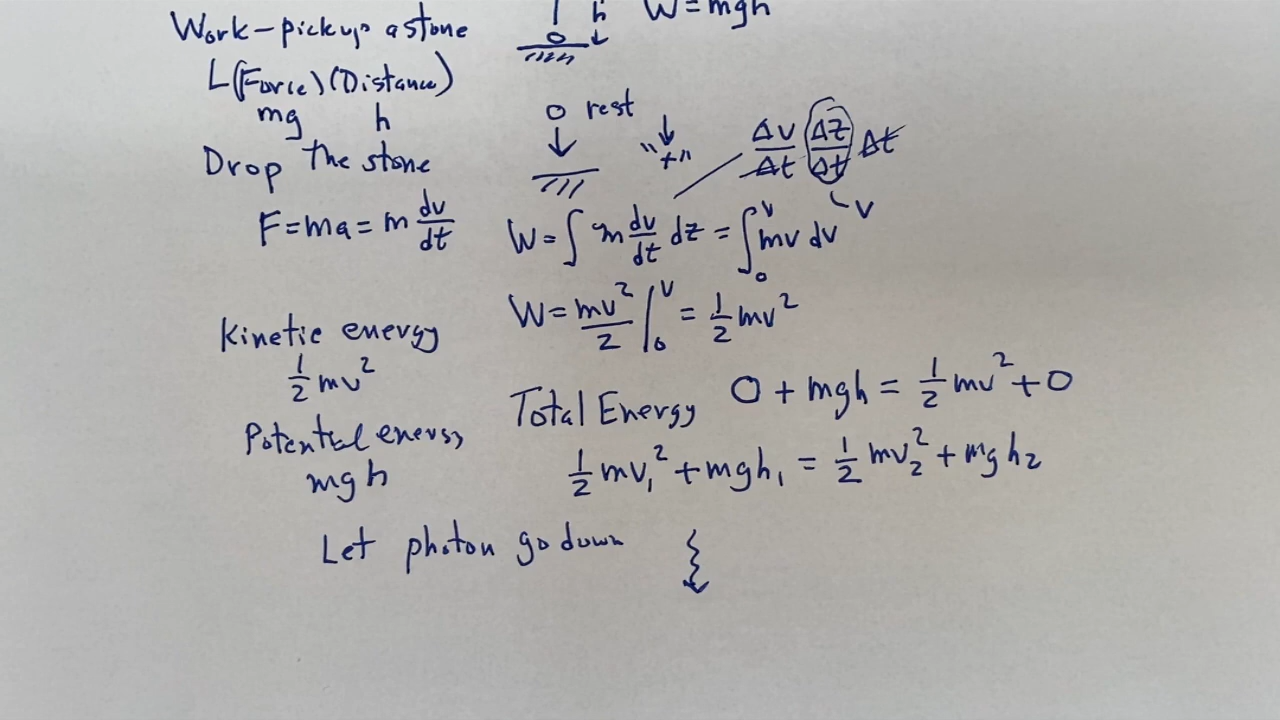 Work-pickup a stone h W=mgh
L(Force)(Distance)
mg h
O rest
Drop the stone "+" Δv/Δt Δz/Δt Δt
v
F=ma=m dv/dt W=∫ m dv/dt dz = ∫₀ᵛ mv dv
W= mv²/2 |₀ᵛ = 1/2 mv²
Kinetic energy
1/2 mv²
Total Energy 0 + mgh = 1/2 mv² + 0
Potential energy
mgh
1/2 mv₁² + mgh₁ = 1/2 mv₂² + mgh₂
Let photon go down